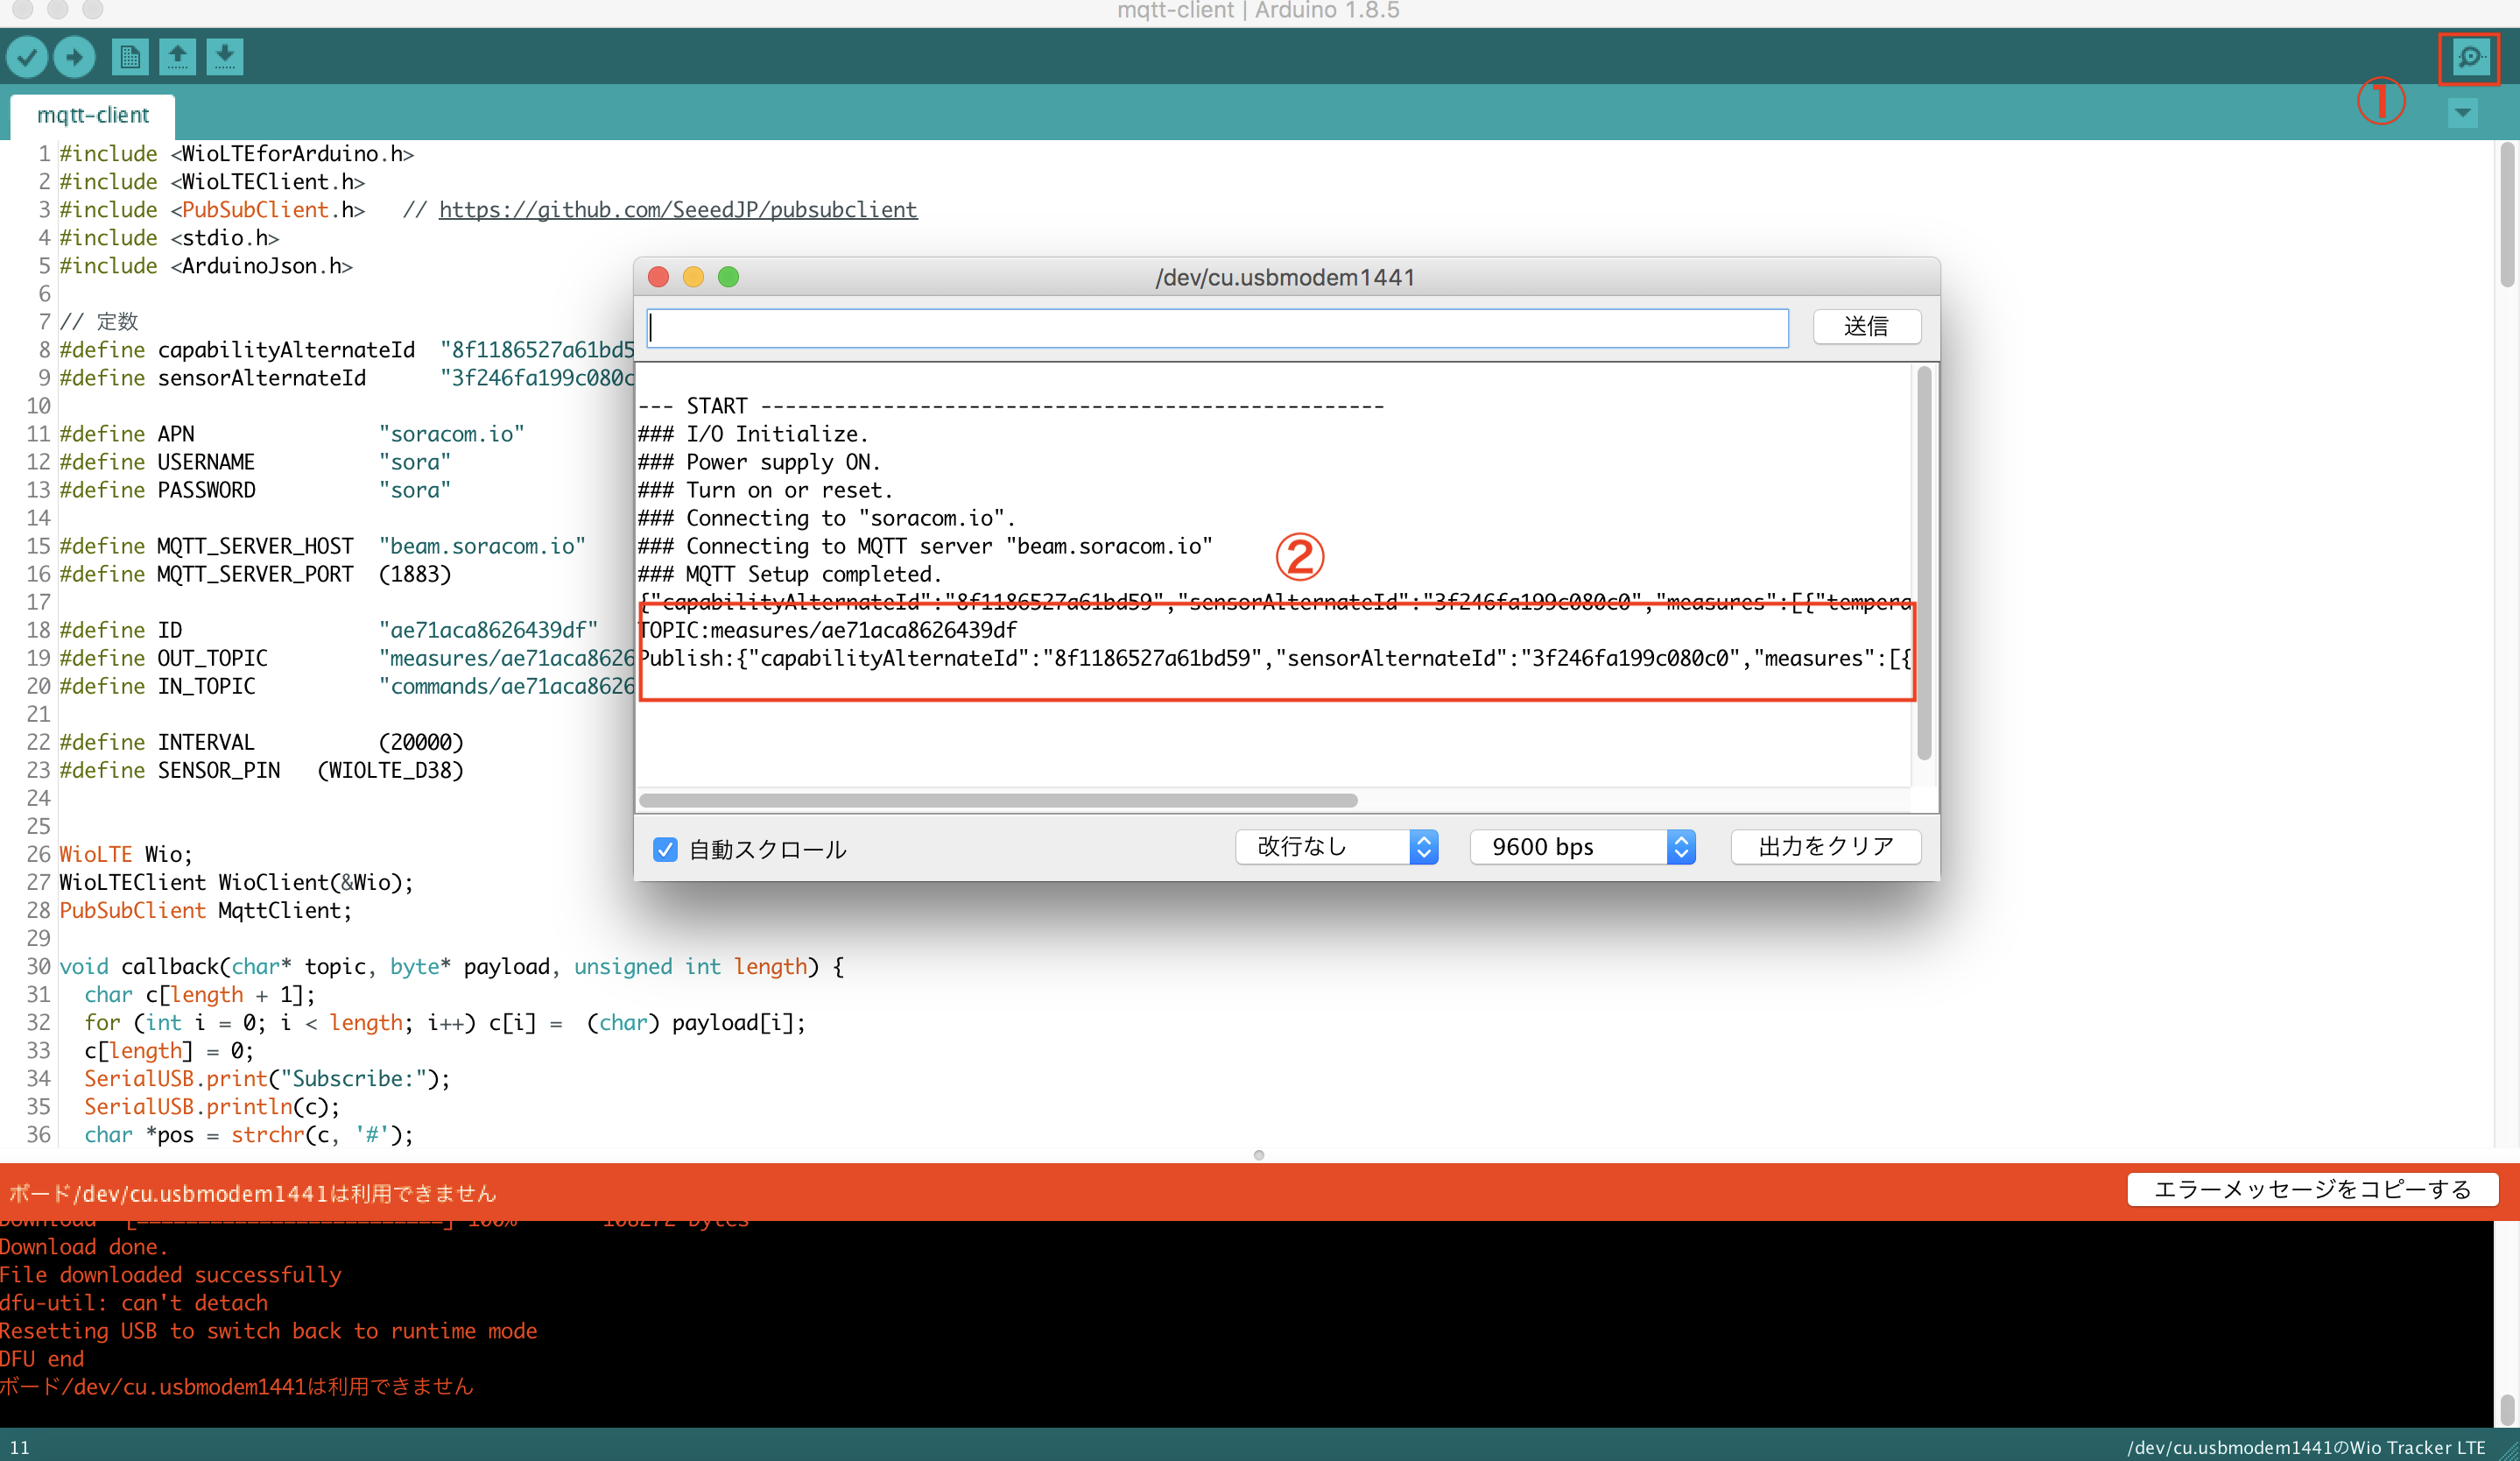 mqtt-client | Arduino 1.8.5
①
mqtt-client
1 #include <WioLTEforArduino.h>
2 #include <WioLTEClient.h>
3 #include <PubSubClient.h>   // https://github.com/SeeedJP/pubsubclient
4 #include <stdio.h>
5 #include <ArduinoJson.h>
6
7 // 定数
8 #define capabilityAlternateId  "8f1186527a61bd5
9 #define sensorAlternateId      "3f246fa199c080c
10
11 #define APN               "soracom.io"
12 #define USERNAME          "sora"
13 #define PASSWORD          "sora"
14
15 #define MQTT_SERVER_HOST  "beam.soracom.io"
16 #define MQTT_SERVER_PORT  (1883)
17
18 #define ID                "ae71aca8626439df"
19 #define OUT_TOPIC         "measures/ae71aca8626
20 #define IN_TOPIC          "commands/ae71aca8626
21
22 #define INTERVAL          (20000)
23 #define SENSOR_PIN   (WIOLTE_D38)
24
25
26 WioLTE Wio;
27 WioLTEClient WioClient(&Wio);
28 PubSubClient MqttClient;
29
30 void callback(char* topic, byte* payload, unsigned int length) {
31   char c[length + 1];
32   for (int i = 0; i < length; i++) c[i] =  (char) payload[i];
33   c[length] = 0;
34   SerialUSB.print("Subscribe:");
35   SerialUSB.println(c);
36   char *pos = strchr(c, '#');
/dev/cu.usbmodem1441
送信
--- START ---------------------------------------------------
### I/O Initialize.
### Power supply ON.
### Turn on or reset.
### Connecting to "soracom.io".
### Connecting to MQTT server "beam.soracom.io"
②
### MQTT Setup completed.
{"capabilityAlternateId":"8f1186527a61bd59","sensorAlternateId":"3f246fa199c080c0","measures":[{"tempera
TOPIC:measures/ae71aca8626439df
Publish:{"capabilityAlternateId":"8f1186527a61bd59","sensorAlternateId":"3f246fa199c080c0","measures":[{
自動スクロール
改行なし
9600 bps
出力をクリア
ボード/dev/cu.usbmodem1441は利用できません
エラーメッセージをコピーする
Download  [=========================] 100%       108272 bytes
Download done.
File downloaded successfully
dfu-util: can't detach
Resetting USB to switch back to runtime mode
DFU end
ボード/dev/cu.usbmodem1441は利用できません
11
/dev/cu.usbmodem1441のWio Tracker LTE